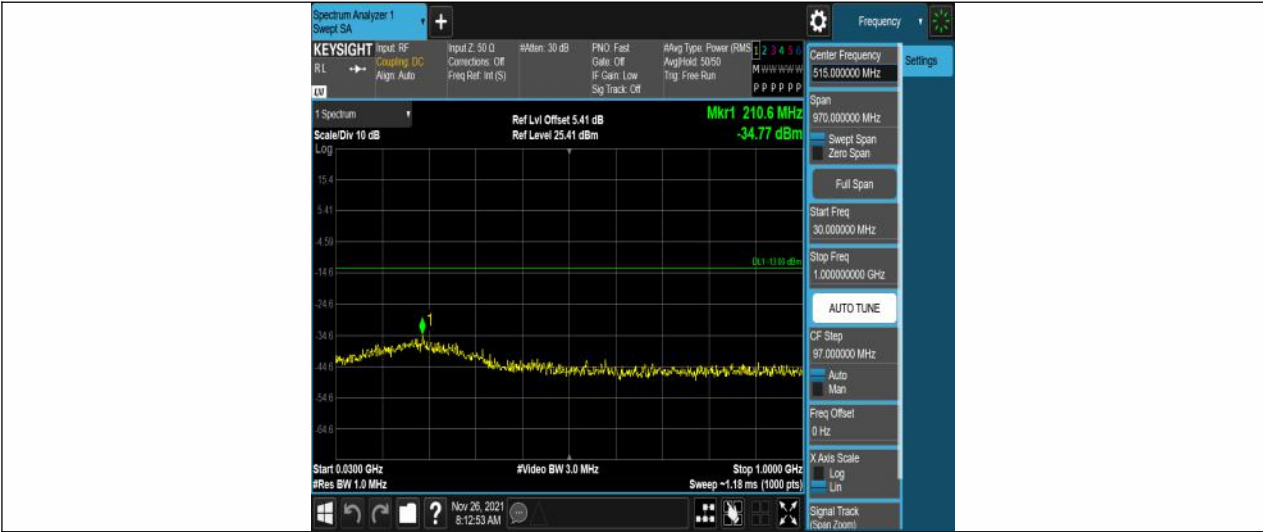 Spectrum Analyzer 1
Swept SA
+
Frequency
KEYSIGHT
RL
LXI
Input: RF
Coupling: DC
Align: Auto
Input Z: 50 Ω
Corrections: Off
Freq Ref: Int (S)
#Atten: 30 dB
PNO: Fast
Gate: Off
IF Gain: Low
Sig Track: Off
#Avg Type: Power (RMS
Avg|Hold: 50/50
Trig: Free Run
1 2 3 4 5 6
M W W W W W
P P P P P P
Center Frequency
515.000000 MHz
Settings
Span
970.000000 MHz
Swept Span
Zero Span
Full Span
Start Freq
30.000000 MHz
Stop Freq
1.000000000 GHz
AUTO TUNE
CF Step
97.000000 MHz
Auto
Man
Freq Offset
0 Hz
X Axis Scale
Log
Lin
Signal Track
(Span Zoom)
1 Spectrum
Scale/Div 10 dB
Log
Ref Lvl Offset 5.41 dB
Ref Level 25.41 dBm
Mkr1 210.6 MHz
-34.77 dBm
15.4
5.41
-4.59
DL1 -13.00 dBm
-14.6
-24.6
1
-34.6
-44.6
-54.6
-64.6
Start 0.0300 GHz
#Res BW 1.0 MHz
#Video BW 3.0 MHz
Stop 1.0000 GHz
Sweep ~1.18 ms (1000 pts)
?
Nov 26, 2021
8:12:53 AM